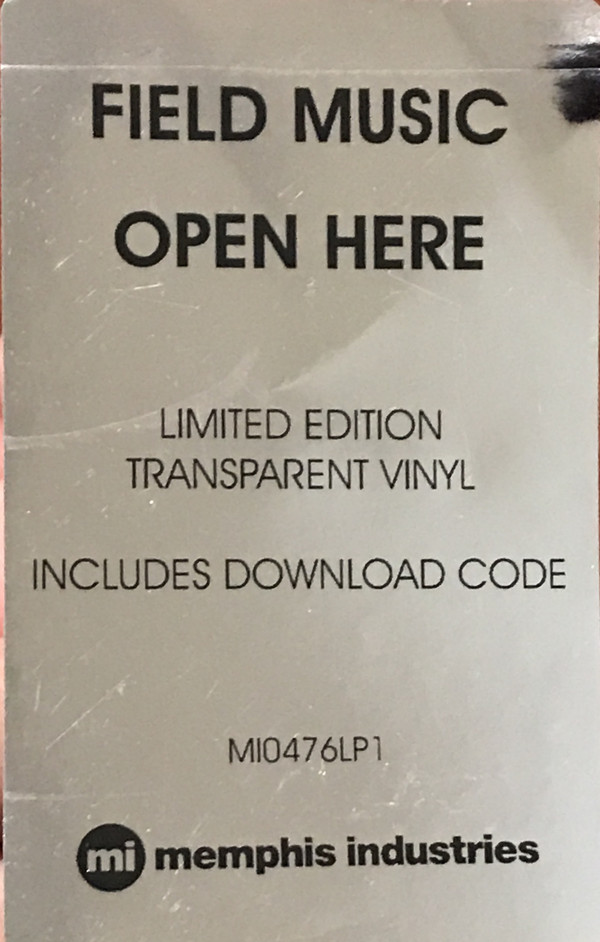 FIELD MUSIC
OPEN HERE
LIMITED EDITION
TRANSPARENT VINYL
INCLUDES DOWNLOAD CODE
MI0476LP1
mi memphis industries